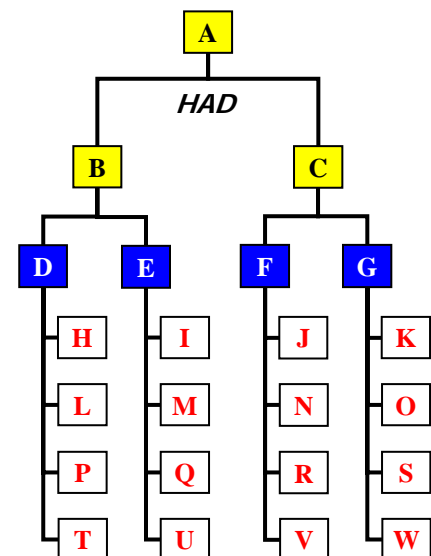 A
HAD
B C
D E F G
H I J K
L M N O
P Q R S
T U V W